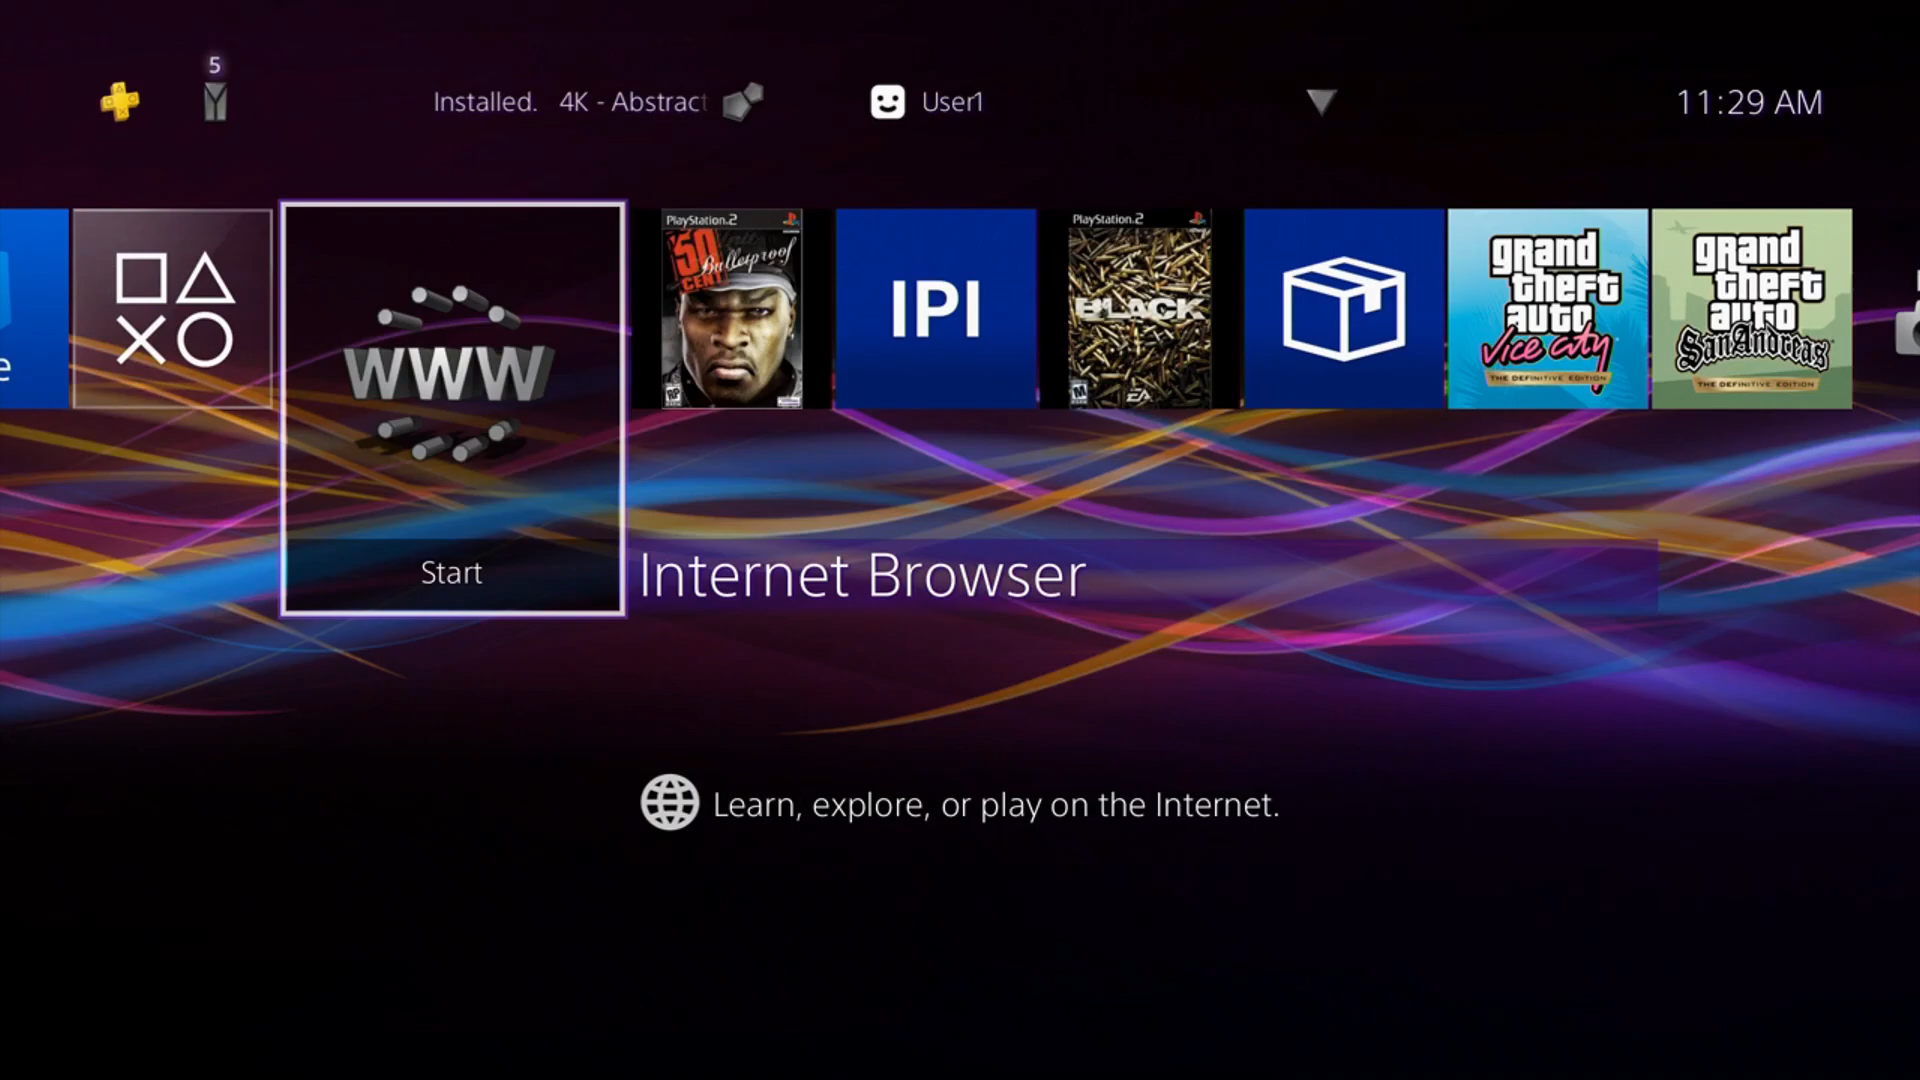 5
Installed. 4K - Abstract
User1
11:29 AM
e
WWW
Start
Internet Browser
PlayStation.2
50
CENT
Bulletproof
RP
IPI
PlayStation.2
BLACK
M
EA
grand
theft
auto
Vice City
THE DEFINITIVE EDITION
grand
theft
auto
San Andreas
THE DEFINITIVE EDITION
Learn, explore, or play on the Internet.